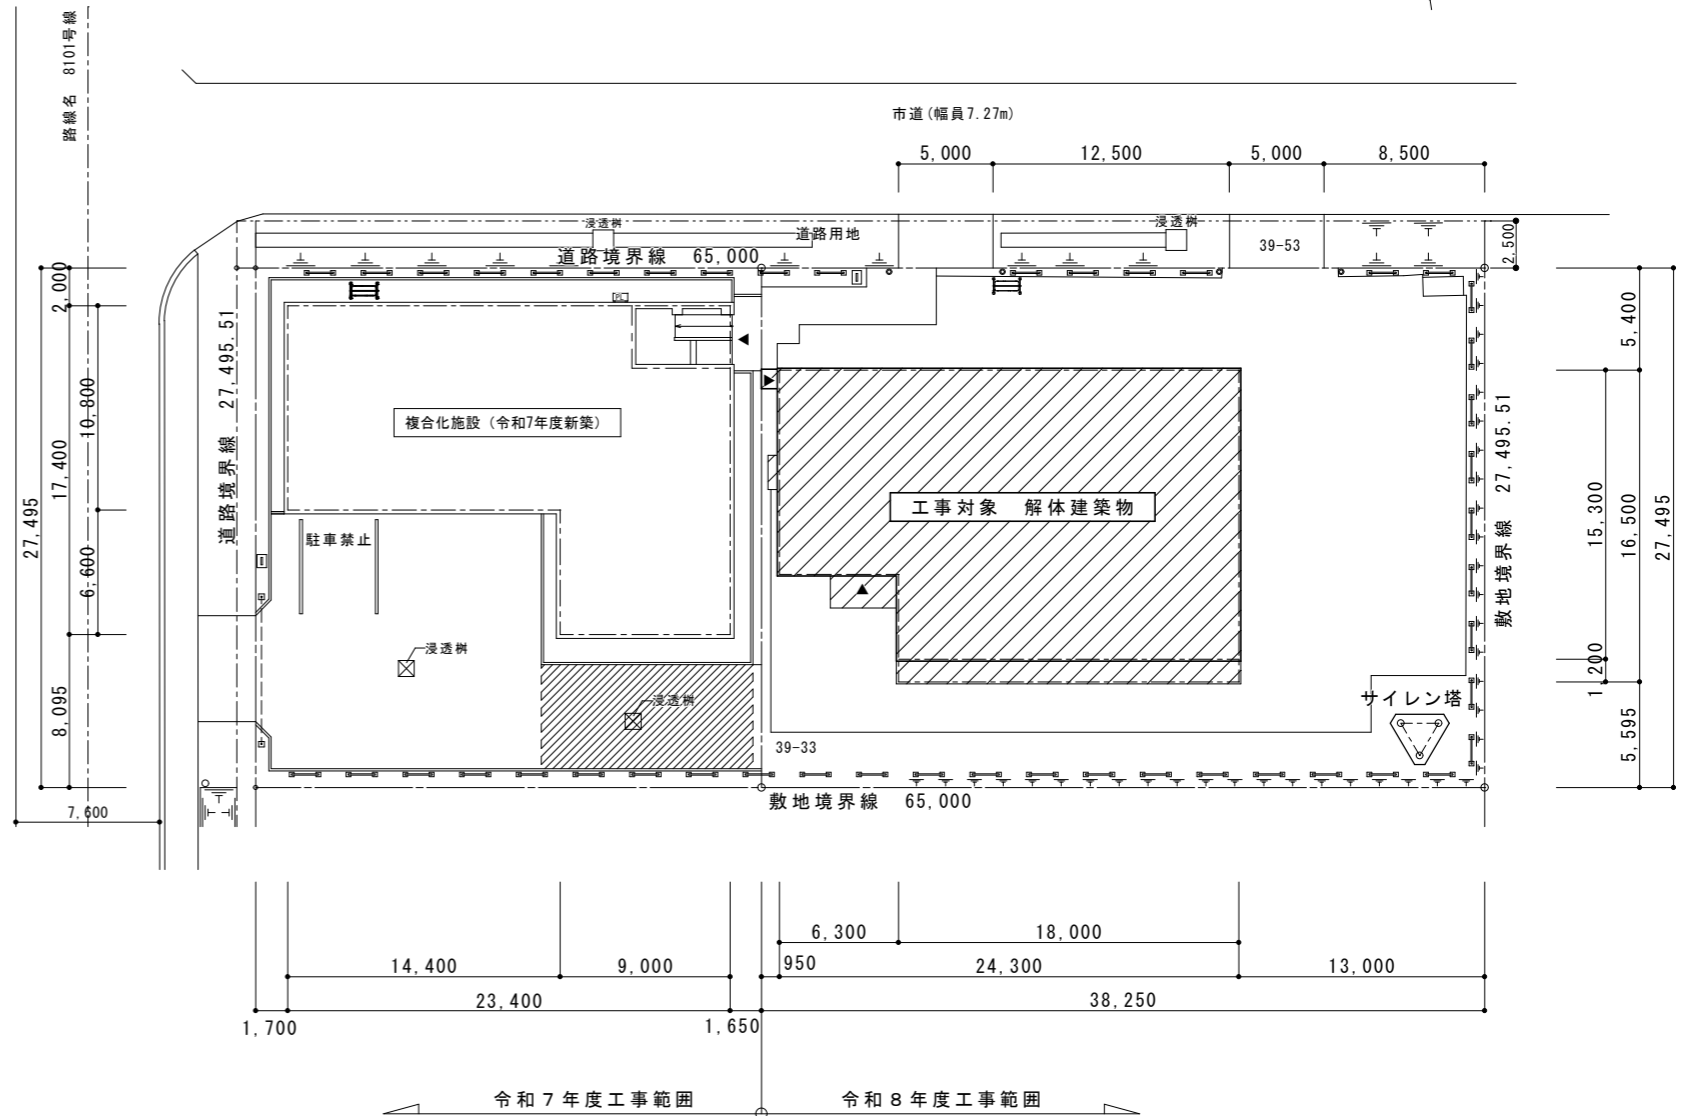 路線名 8101号線
市道(幅員7.27m)
5,000
12,500
5,000
8,500
浸透桝
道路用地
浸透桝
39-53
2,500
道路境界線 65,000
2,000
10,800
17,400
27,495
6,600
8,095
7,600
道路境界線 27,495.51
複合化施設（令和7年度新築）
駐車禁止
浸透桝
浸透桝
工事対象 解体建築物
敷地境界線 27,495.51
5,400
15,300
16,500
27,495
1,200
5,595
サイレン塔
39-33
敷地境界線 65,000
6,300
18,000
14,400
9,000
950
24,300
13,000
23,400
38,250
1,700
1,650
令和７年度工事範囲
令和８年度工事範囲